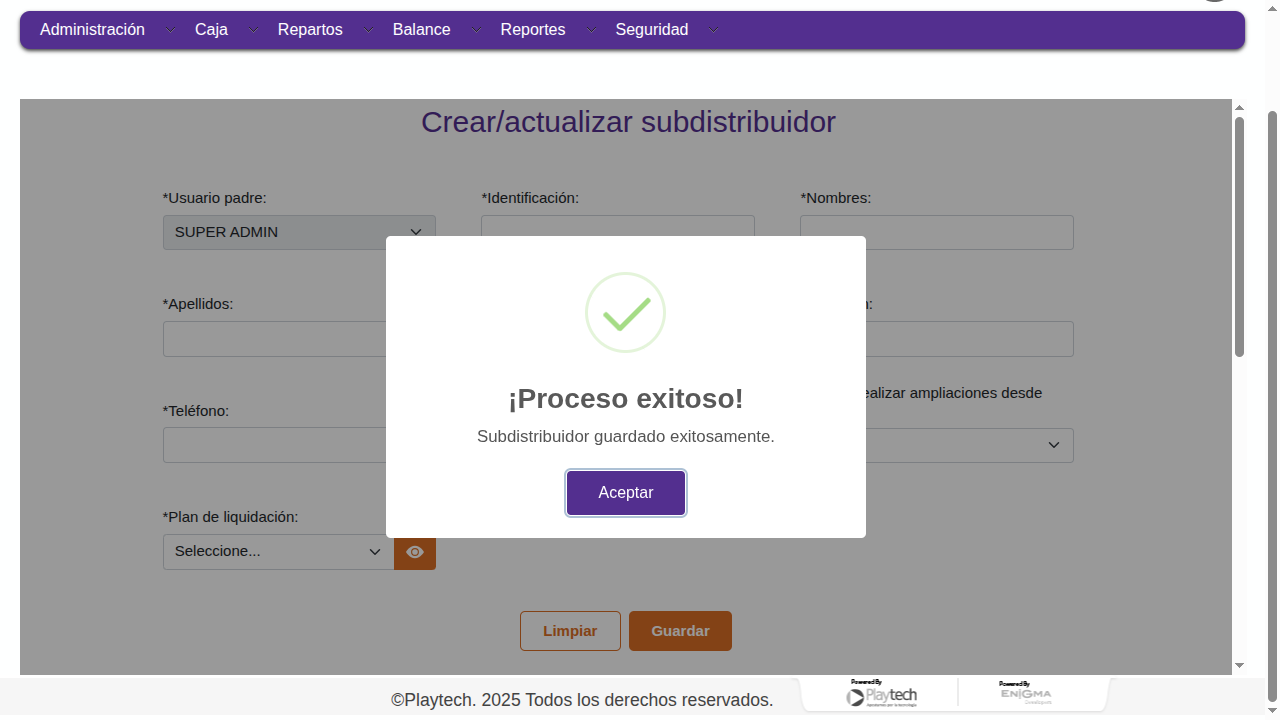 Administración Caja Repartos Balance Reportes Seguridad
Crear/actualizar subdistribuidor
*Usuario padre: *Identificación: *Nombres:
SUPER ADMIN
*Apellidos:
ealizar ampliaciones desde
*Teléfono:
¡Proceso exitoso!
Subdistribuidor guardado exitosamente.
Aceptar
*Plan de liquidación:
Seleccione...
Limpiar Guardar
©Playtech. 2025 Todos los derechos reservados.
Powered By Powered By
Playtech ENIGMA